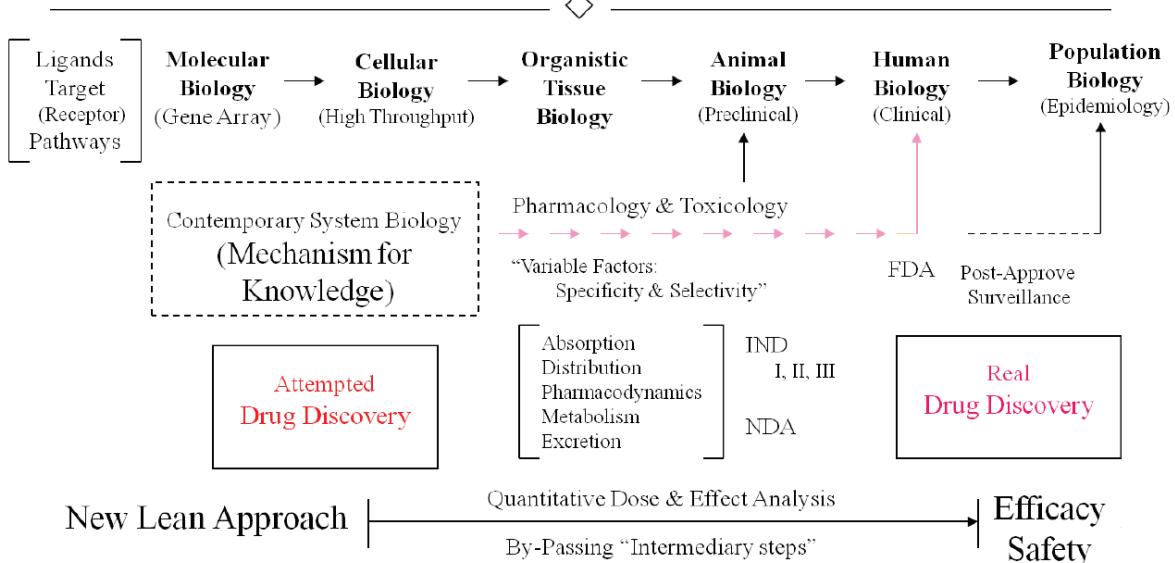 Ligands
Target
(Receptor)
Pathways
Molecular
Biology
(Gene Array)
Cellular
Biology
(High Throughput)
Organistic
Tissue
Biology
Animal
Biology
(Preclinical)
Human
Biology
(Clinical)
Population
Biology
(Epidemiology)
Contemporary System Biology
(Mechanism for
Knowledge)
Pharmacology & Toxicology
“Variable Factors:
Specificity & Selectivity”
FDA
Post-Approve
Surveillance
Attempted
Drug Discovery
Absorption
Distribution
Pharmacodynamics
Metabolism
Excretion
IND
I, II, III
NDA
Real
Drug Discovery
New Lean Approach
Quantitative Dose & Effect Analysis
By-Passing “Intermediary steps”
Efficacy
Safety